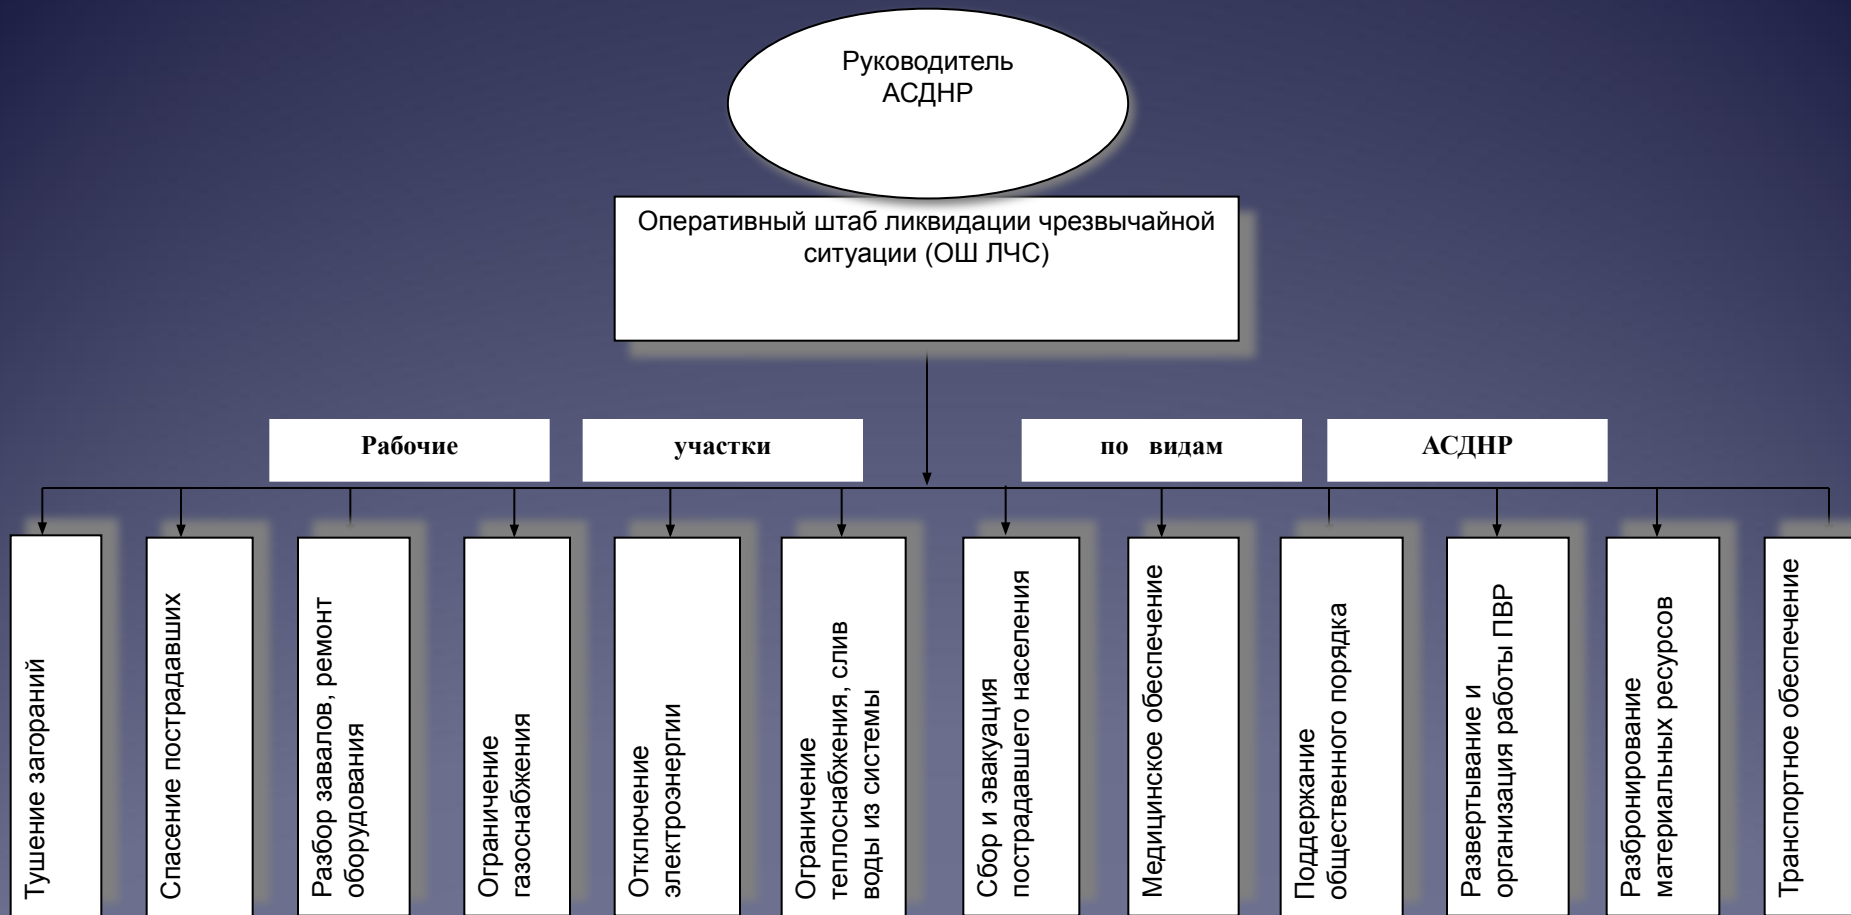 Руководитель
АСДНР
Оперативный штаб ликвидации чрезвычайной
ситуации (ОШ ЛЧС)
Рабочие участки по видам АСДНР
Тушение загораний
Спасение пострадавших
Разбор завалов, ремонт
оборудования
Ограничение
газоснабжения
Отключение
электроэнергии
Ограничение
теплоснабжения, слив
воды из системы
Сбор и эвакуация
пострадавшего населения
Медицинское обеспечение
Поддержание
общественного порядка
Развертывание и
организация работы ПВР
Разбронирование
материальных ресурсов
Транспортное обеспечение